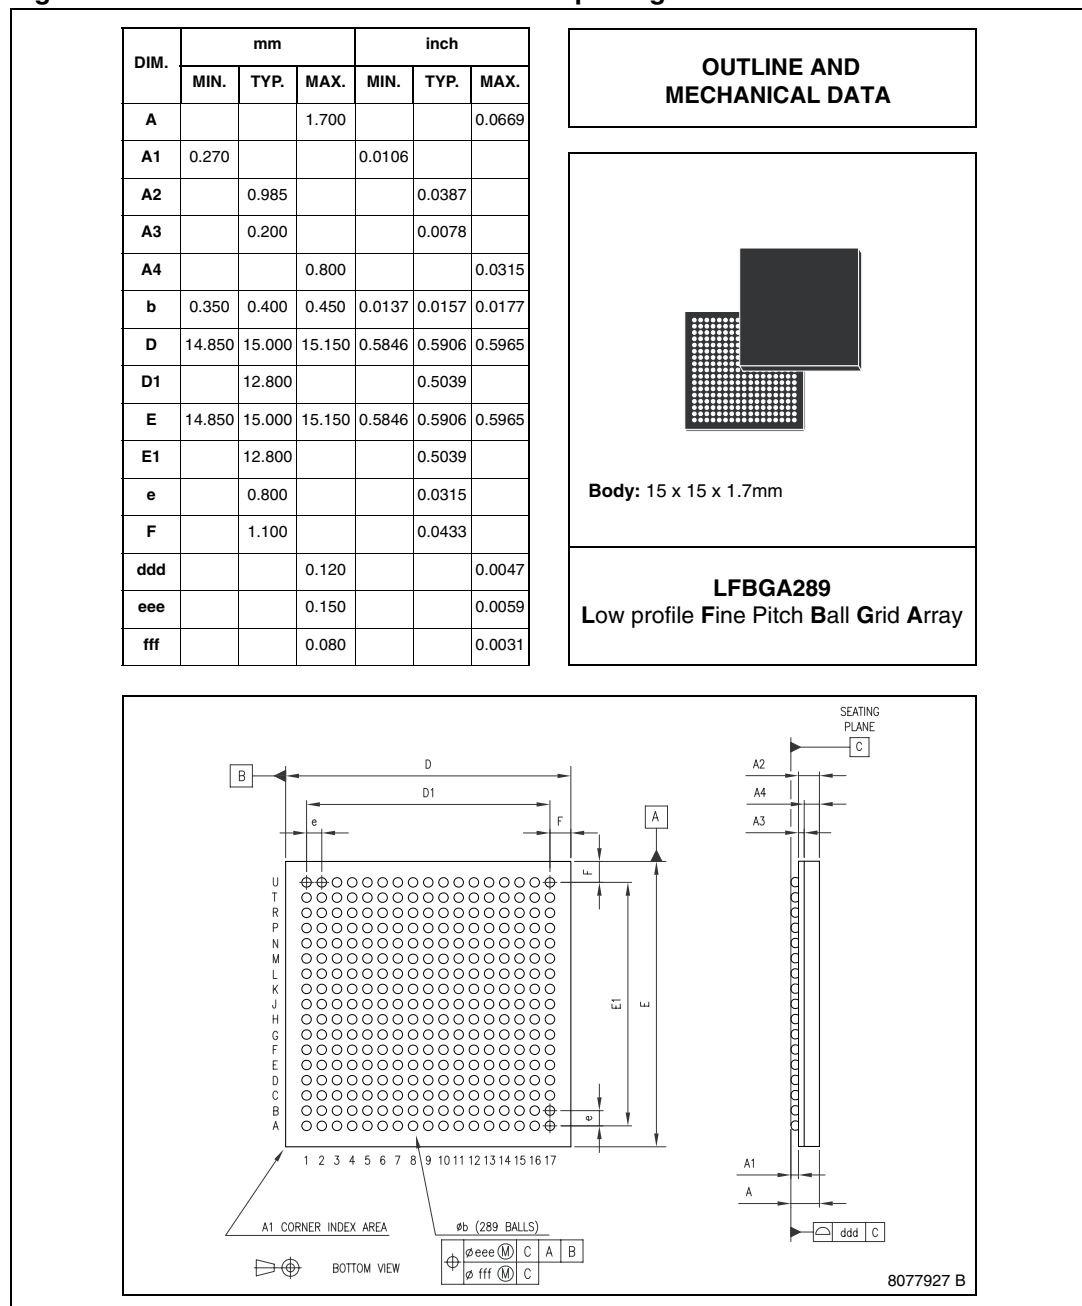 DIM. mm inch
MIN. TYP. MAX. MIN. TYP. MAX.
A 1.700 0.0669
A1 0.270 0.0106
A2 0.985 0.0387
A3 0.200 0.0078
A4 0.800 0.0315
b 0.350 0.400 0.450 0.0137 0.0157 0.0177
D 14.850 15.000 15.150 0.5846 0.5906 0.5965
D1 12.800 0.5039
E 14.850 15.000 15.150 0.5846 0.5906 0.5965
E1 12.800 0.5039
e 0.800 0.0315
F 1.100 0.0433
ddd 0.120 0.0047
eee 0.150 0.0059
fff 0.080 0.0031
OUTLINE AND
MECHANICAL DATA
Body: 15 x 15 x 1.7mm
LFBGA289
Low profile Fine Pitch Ball Grid Array
SEATING
PLANE
C
B
D
D1
e
F
A
F
A2
A4
A3
U
T
R
P
N
M
L
K
J
H
G
F
E
D
C
B
A
E1
E
e
1 2 3 4 5 6 7 8 9 10 11 12 13 14 15 16 17
A1
A
A1 CORNER INDEX AREA
øb (289 BALLS)
ø eee Ⓜ C A B
ø fff Ⓜ C
BOTTOM VIEW
ddd C
8077927 B